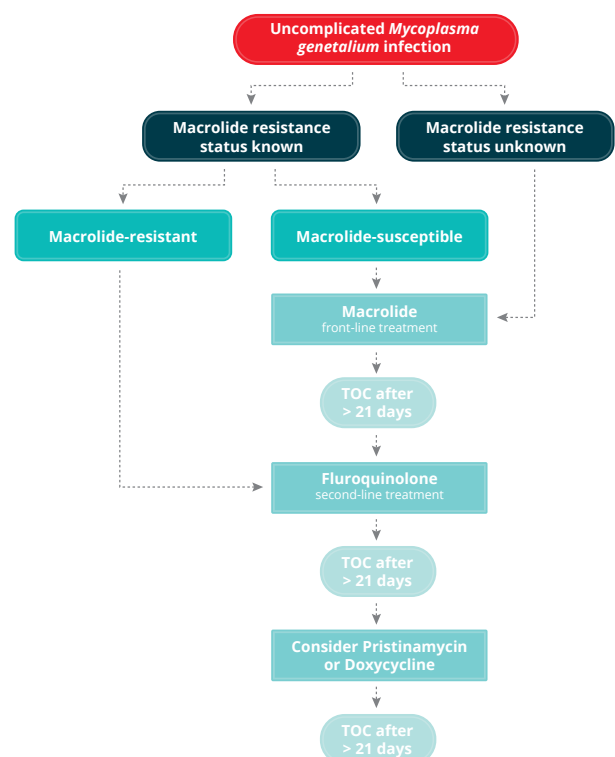 Uncomplicated Mycoplasma
genetalium infection
Macrolide resistance
status known
Macrolide resistance
status unknown
Macrolide-resistant
Macrolide-susceptible
Macrolide
front-line treatment
TOC after
> 21 days
Fluroquinolone
second-line treatment
TOC after
> 21 days
Consider Pristinamycin
or Doxycycline
TOC after
> 21 days